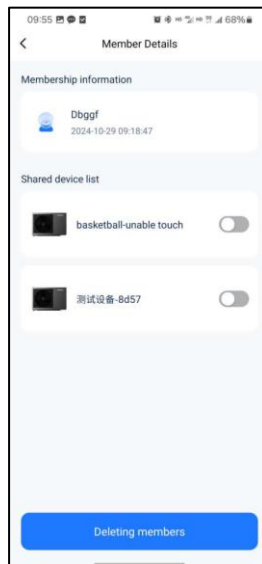 09:55 68%
Member Details
Membership information
Dbggf
2024-10-29 09:18:47
Shared device list
basketball-unable touch
测试设备-8d57
Deleting members